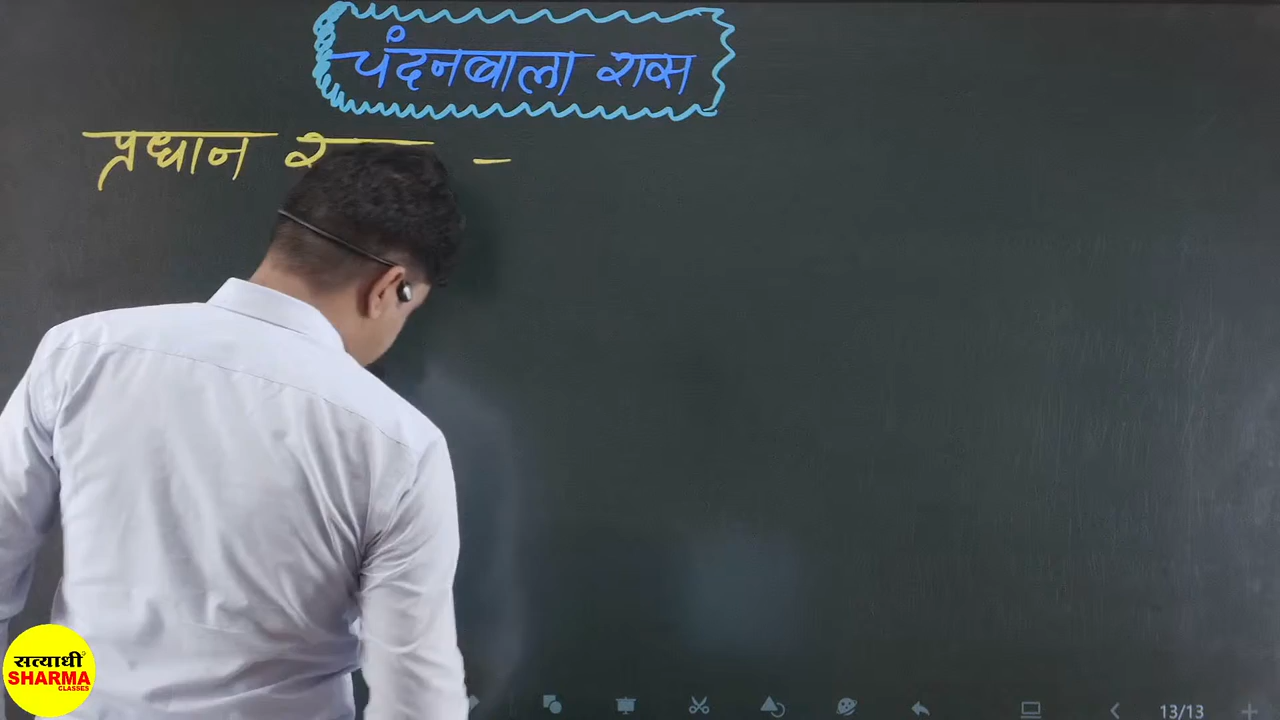 चंदनबाला रास
प्रधान
-
सत्याधी
SHARMA
CLASSES
13/13